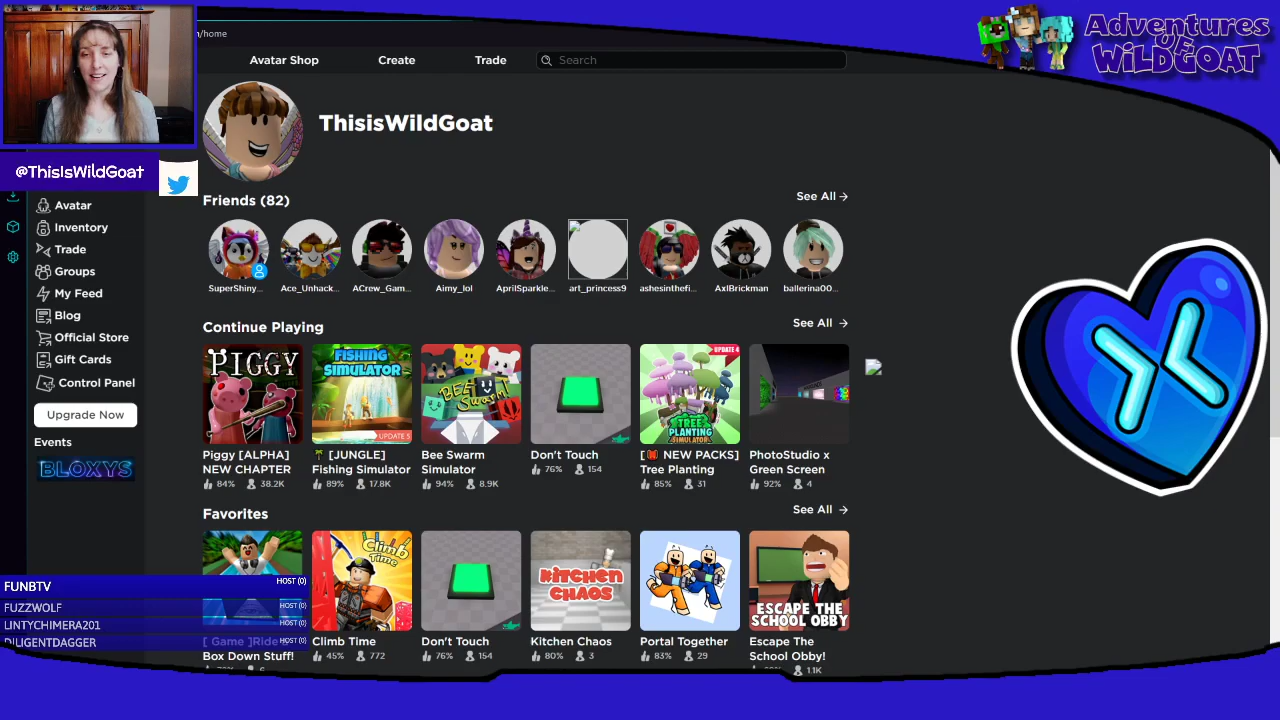 n/home
Adventures
OF
WILDGOAT
Avatar Shop
Create
Trade
Search
ThisisWildGoat
@ThisIsWildGoat
Avatar
Inventory
Trade
Groups
My Feed
Blog
Official Store
Gift Cards
Control Panel
Upgrade Now
Events
BLOXYS
Friends (82)
See All
SuperShiny...
Ace_Unhack...
ACrew_Gam...
Aimy_lol
AprilSparkle...
art_princess9
ashesinthefi...
AxlBrickman
ballerina00...
Continue Playing
See All
PIGGY
FISHING
SIMULATOR
UPDATE 5
BEE SWARM
UPDATE 4
TREE
PLANTING
SIMULATOR
Piggy [ALPHA]
NEW CHAPTER
84% 38.2K
[JUNGLE]
Fishing Simulator
89% 17.8K
Bee Swarm
Simulator
94% 8.9K
Don't Touch
76% 154
[ NEW PACKS]
Tree Planting
85% 31
PhotoStudio x
Green Screen
92% 4
Favorites
See All
Climb
Time
KITCHEN
CHAOS
ESCAPE THE
SCHOOL OBBY
[ Game ]Ride
Box Down Stuff!
Climb Time
45% 772
Don't Touch
76% 154
Kitchen Chaos
80% 3
Portal Together
83% 29
Escape The
School Obby!
1.1K
FUNBTV HOST (0)
FUZZWOLF HOST (0)
LINTYCHIMERA201 HOST (0)
DILIGENTDAGGER HOST (0)